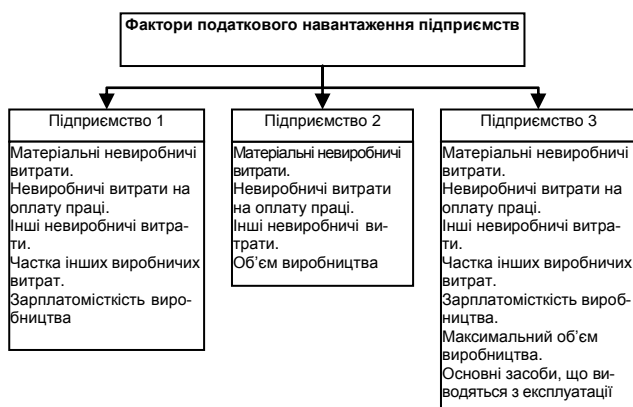 Фактори податкового навантаження підприємств
Підприємство 1
Матеріальні невиробничі
витрати.
Невиробничі витрати на
оплату праці.
Інші невиробничі витра-
ти.
Частка інших виробничих
витрат.
Зарплатомісткість виро-
бництва
Підприємство 2
Матеріальні невиробничі
витрати.
Невиробничі витрати
на оплату праці.
Інші невиробничі ви-
трати.
Об’єм виробництва
Підприємство 3
Матеріальні невиробничі
витрати.
Невиробничі витрати на
оплату праці.
Інші невиробничі витра-
ти.
Частка інших виробничих
витрат.
Зарплатомісткість вироб-
ництва.
Максимальний об’єм
виробництва.
Основні засоби, що ви-
водяться з експлуатації